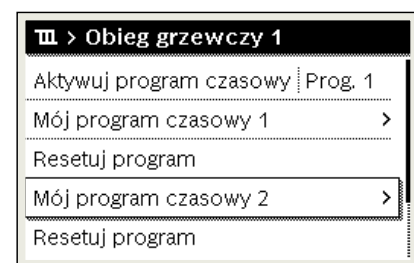 > Obieg grzewczy 1
Aktywuj program czasowy Prog. 1
Mój program czasowy 1 >
Resetuj program
Mój program czasowy 2 >
Resetuj program